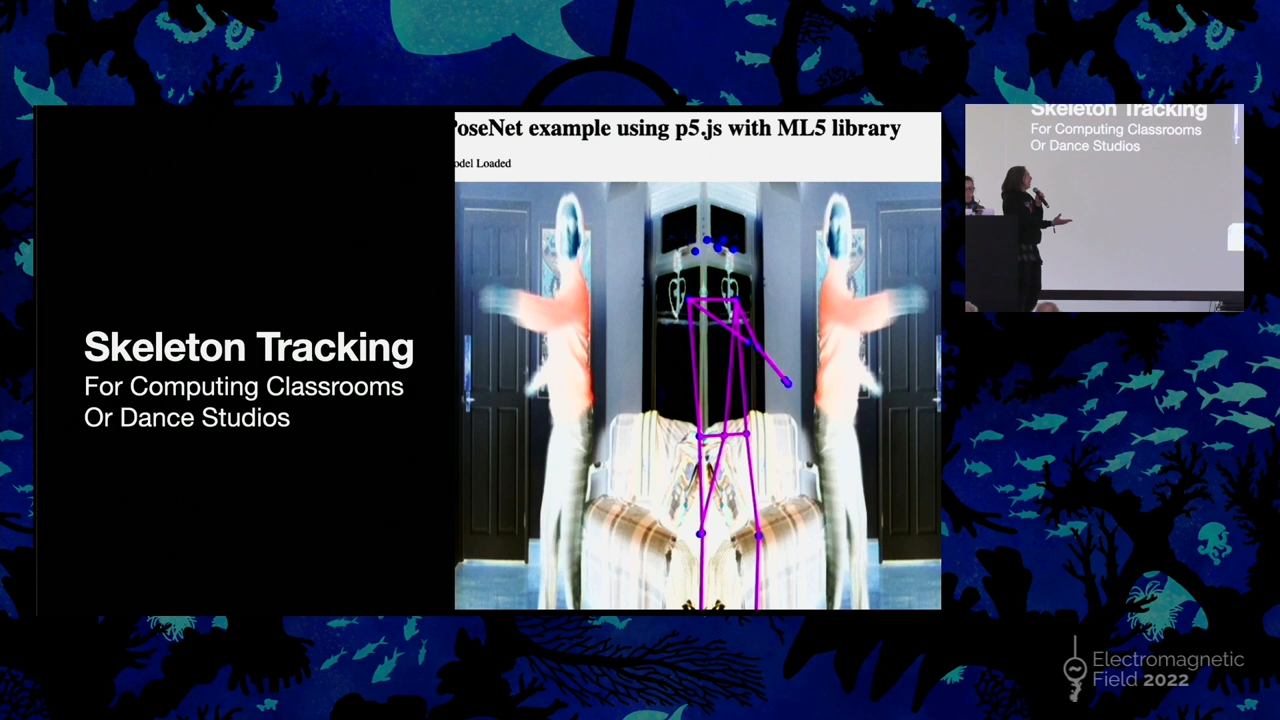 Skeleton Tracking
For Computing Classrooms
Or Dance Studios
PoseNet example using p5.js with ML5 library
odel Loaded
Skeleton Tracking
For Computing Classrooms
Or Dance Studios
Electromagnetic
Field 2022